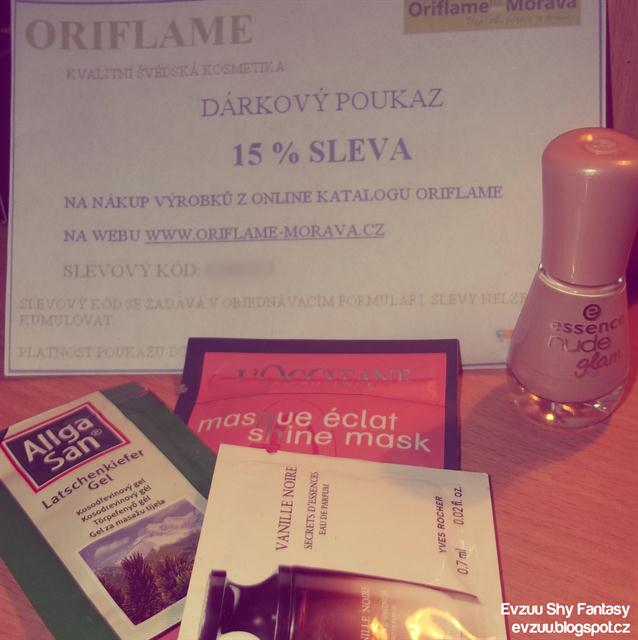 ORIFLAME
Oriflame Morava
KVALITNÍ ŠVÉDSKÁ KOSMETIKA
DÁRKOVÝ POUKAZ
15 % SLEVA
NA NÁKUP VÝROBKŮ Z ONLINE KATALOGU ORIFLAME
NA WEBU WWW.ORIFLAME-MORAVA.CZ
SLEVOVÝ KÓD:
SLEVOVÝ KÓD SE ZADÁVÁ V OBJEDNÁVACÍM FORMULÁŘI. SLEVY NELZE
KUMULOVAT
PLATNOST POUKAZU
essence
nude
glam
L'OCCITANE
masque éclat
shine mask
Allga
San®
Latschenkiefer
Gel
Kosodřevinový gel
Kosodrevinový gél
Törpefenyő gél
Gel za masažu tijela
VANILLE NOIRE
SECRETS D'ESSENCES
EAU DE PARFUM
YVES ROCHER
0.7 ml 0.02 fl. oz.
Evzuu Shy Fantasy
evzuu.blogspot.cz